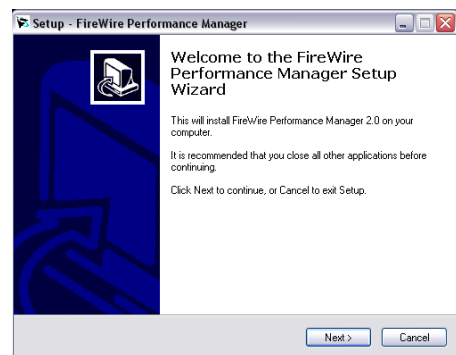 Setup - FireWire Performance Manager
Welcome to the FireWire
Performance Manager Setup
Wizard
This will install FireWire Performance Manager 2.0 on your
computer.
It is recommended that you close all other applications before
continuing.
Click Next to continue, or Cancel to exit Setup.
Next >
Cancel